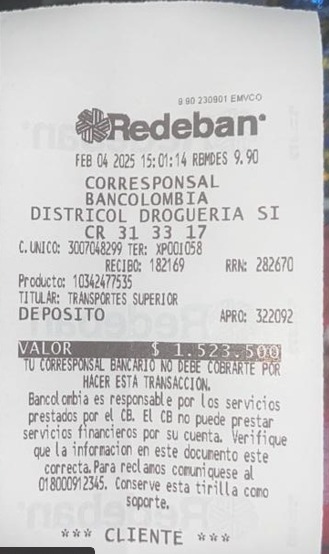 9.90 230901 EMVCO
Redeban
FEB 04 2025 15:01:14 RBMDES 9.90
CORRESPONSAL
BANCOLOMBIA
DISTRICOL DROGUERIA SI
CR 31 33 17
C.UNICO: 3007048299 TER: XPO01058
RECIBO: 182169 RRN: 282670
Producto: 10342477535
TITULAR: TRANSPORTES SUPERIOR
DEPOSITO APRO: 322092
VALOR $ 1.523.500
TU CORRESPONSAL BANCARIO NO DEBE COBRARTE POR
HACER ESTA TRANSACCION.
Bancolombia es responsable por los servicios
prestados por el CB. El CB no puede prestar
servicios financieros por su cuenta. Verifique
que la informacion en este documento este
correcta.Para reclamos comuniquese al
018000912345. Conserve esta tirilla como
soporte.
*** CLIENTE ***